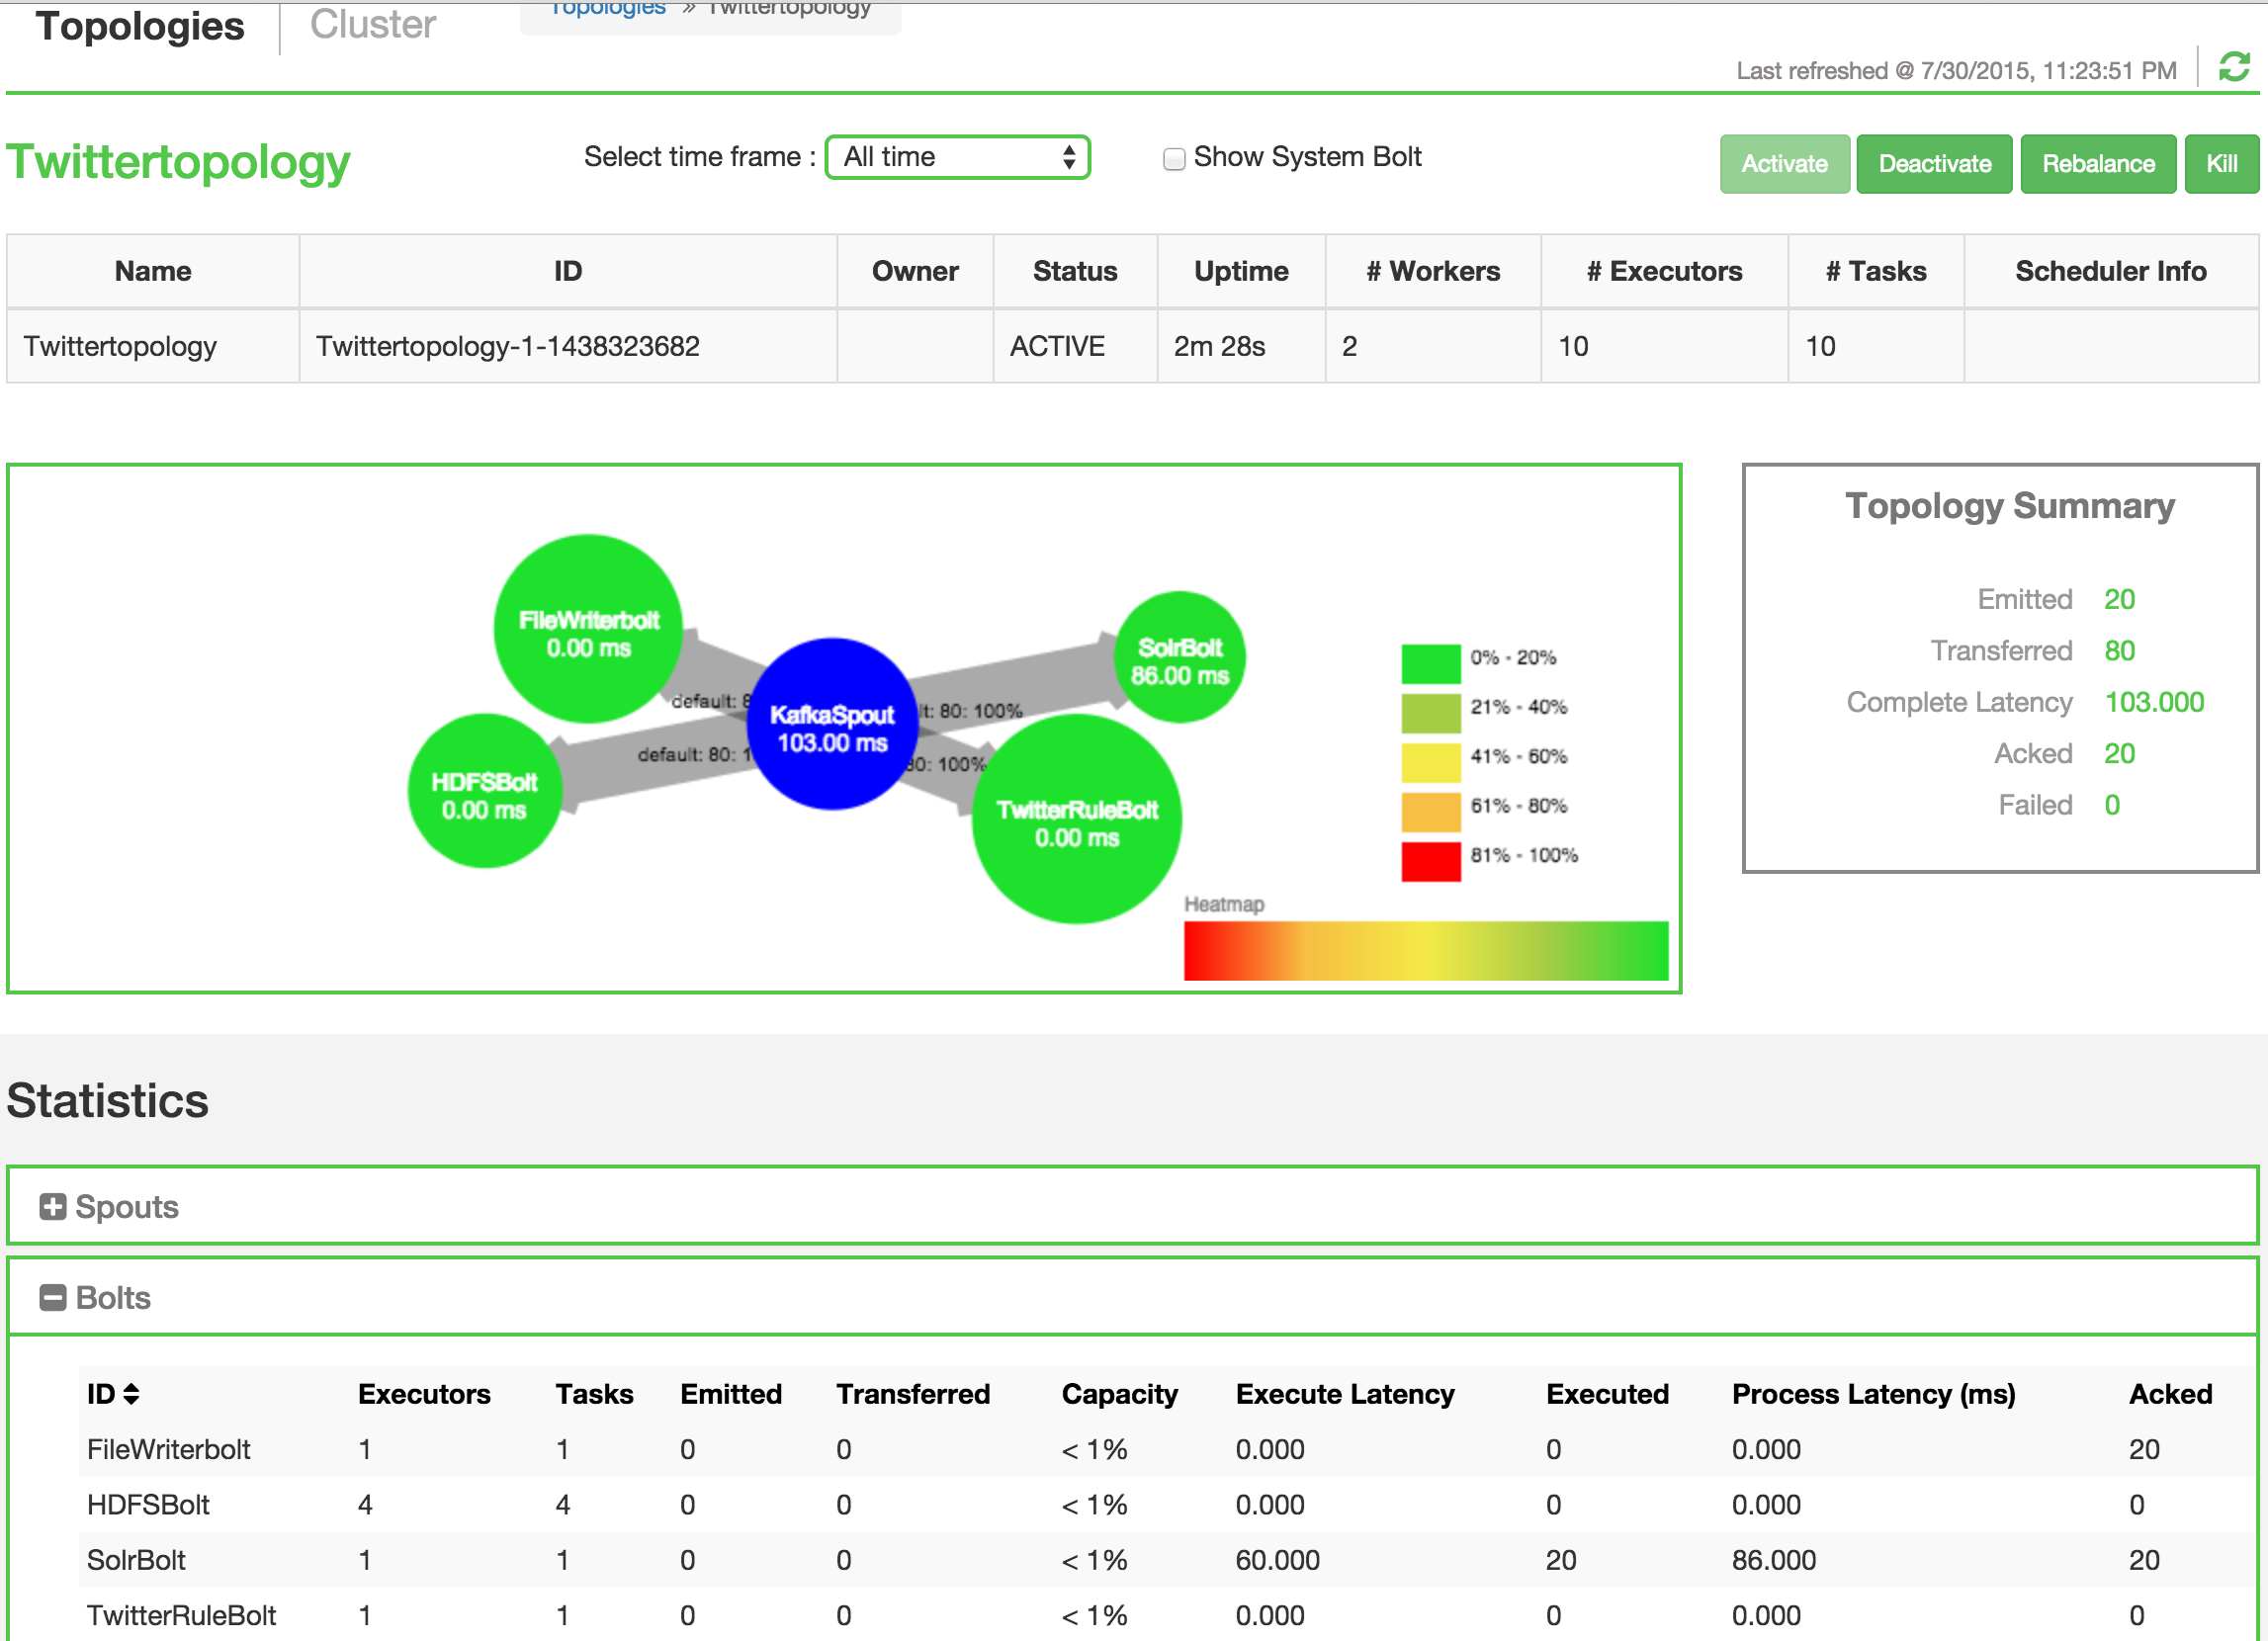 Topologies Cluster Topologies » Twittertopology
Last refreshed @ 7/30/2015, 11:23:51 PM
Twittertopology Select time frame : All time Show System Bolt Activate Deactivate Rebalance Kill
Name ID Owner Status Uptime # Workers # Executors # Tasks Scheduler Info
Twittertopology Twittertopology-1-1438323682 ACTIVE 2m 28s 2 10 10
FileWriterbolt
0.00 ms
SolrBolt
86.00 ms
default: 8
KafkaSpout
103.00 ms
lt: 80: 100%
default: 80: 1
80: 100%
HDFSBolt
0.00 ms
TwitterRuleBolt
0.00 ms
0% - 20%
21% - 40%
41% - 60%
61% - 80%
81% - 100%
Heatmap
Topology Summary
Emitted 20
Transferred 80
Complete Latency 103.000
Acked 20
Failed 0
Statistics
Spouts
Bolts
ID Executors Tasks Emitted Transferred Capacity Execute Latency Executed Process Latency (ms) Acked
FileWriterbolt 1 1 0 0 < 1% 0.000 0 0.000 20
HDFSBolt 4 4 0 0 < 1% 0.000 0 0.000 0
SolrBolt 1 1 0 0 < 1% 60.000 20 86.000 20
TwitterRuleBolt 1 1 0 0 < 1% 0.000 0 0.000 0